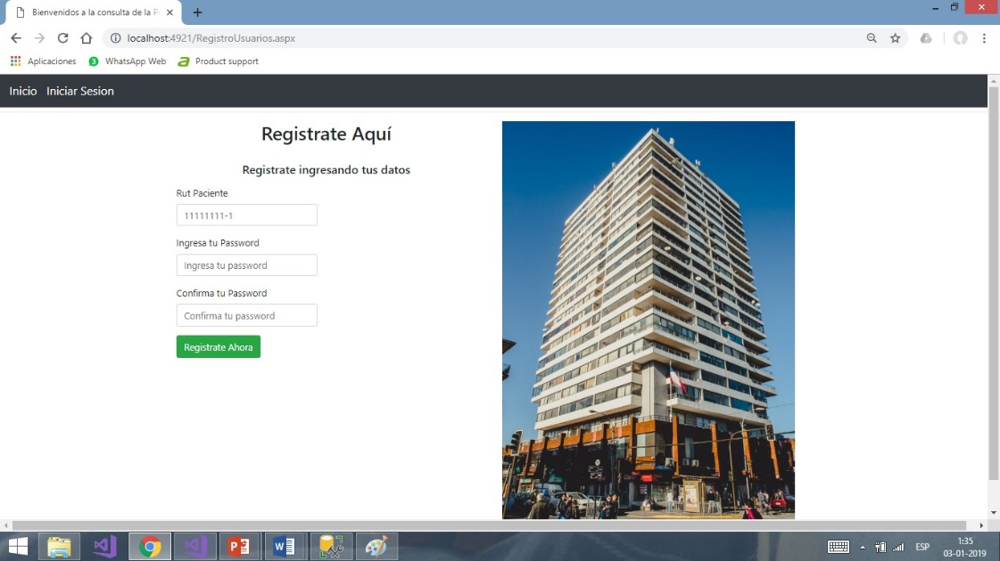 Bienvenidos a la consulta de la P
localhost:4921/RegistroUsuarios.aspx
Aplicaciones
3 WhatsApp Web
Product support
Inicio Iniciar Sesion
Registrate Aquí
Registrate ingresando tus datos
Rut Paciente
11111111-1
Ingresa tu Password
Ingresa tu password
Confirma tu Password
Confirma tu password
Registrate Ahora
ESP
1:35
03-01-2019